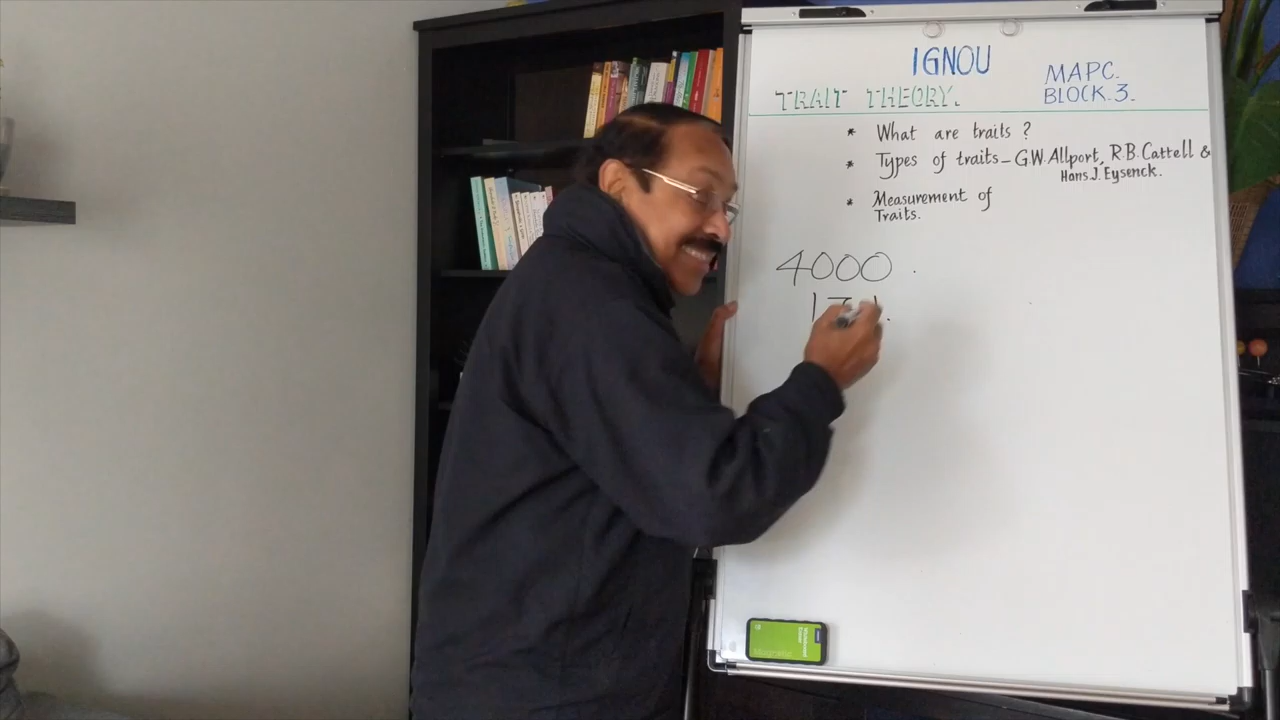 IGNOU
MAPC.
BLOCK.3.
TRAIT THEORY.
* What are traits ?
* Types of traits - G.W. Allport, R.B. Cattell &
Hans. J. Eysenck.
* Measurement of
Traits.
4000